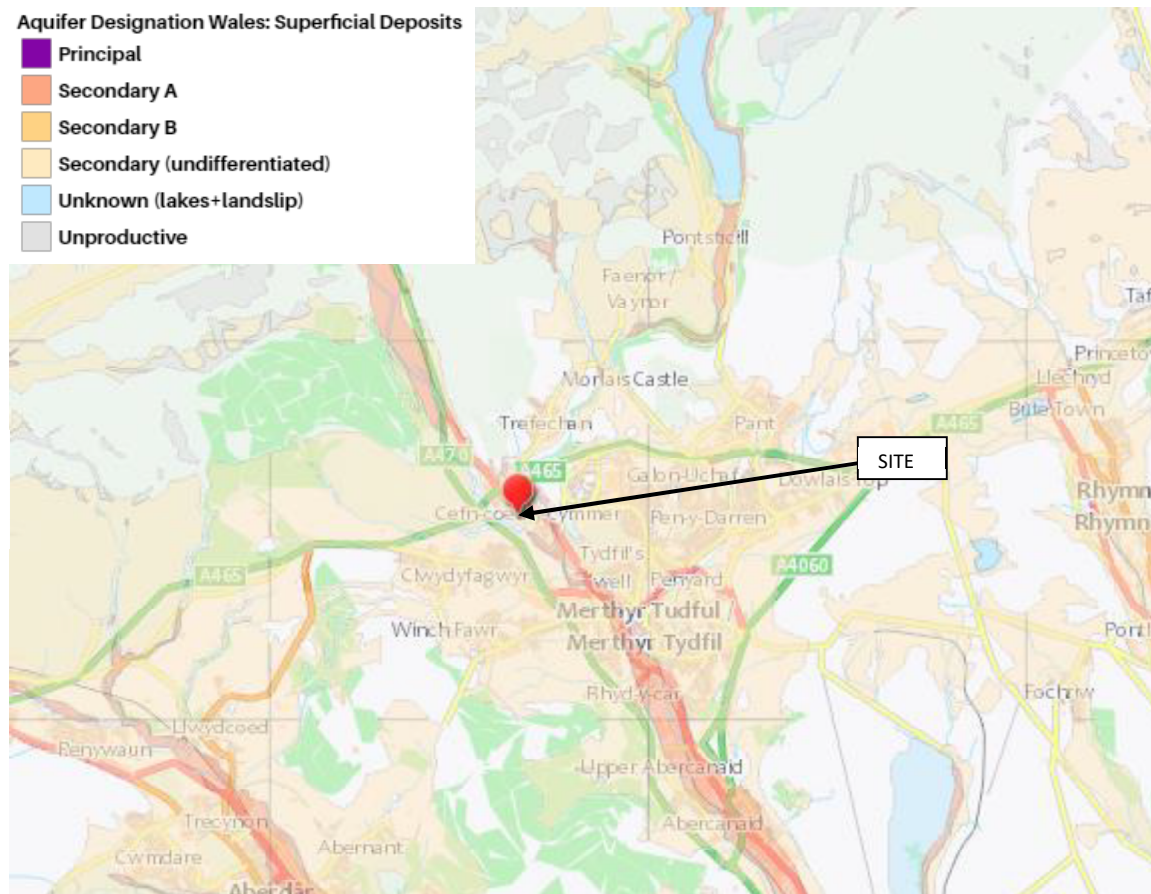 Aquifer Designation Wales: Superficial Deposits
Principal
Secondary A
Secondary B
Secondary (undifferentiated)
Unknown (lakes+landslip)
Unproductive
Pontsticill
Faenor /
Vaynor
Taf
Princetow
Llechryd
Morlais Castle
Bute Town
Trefechan
Pant
A465
A470
A465
SITE
Galon-Uchaf
Dowlais Top
Rhymn
Cefn-coed
Cymmer
Pen-y-Darren
Rhymn
Tydfil's
well
Penyard
A4060
A465
Clwydyfagwyr
Merthyr Tudful /
Merthyr Tydfil
Winch Fawr
Pontl
Rhyd-y-car
Fochriw
Llwydcoed
Penywaun
Upper Abercanaid
Trecynon
Abercanaid
Cwmdare
Abernant
Aberdâr